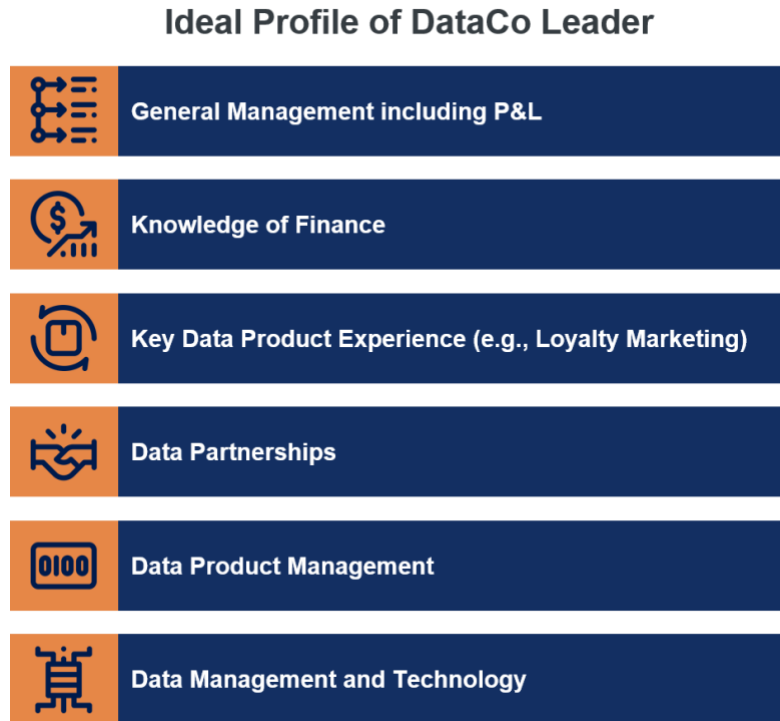 Ideal Profile of DataCo Leader
General Management including P&L
$
Knowledge of Finance
Key Data Product Experience (e.g., Loyalty Marketing)
Data Partnerships
0100
Data Product Management
Data Management and Technology